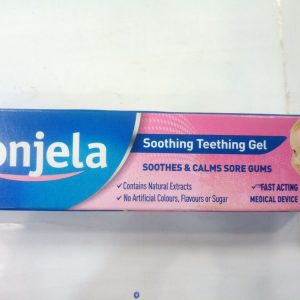 onjela
Soothing Teething Gel
SOOTHES & CALMS SORE GUMS
✓ Contains Natural Extracts
✓ No Artificial Colours, Flavours or Sugar
✓ FAST ACTING
MEDICAL DEVICE